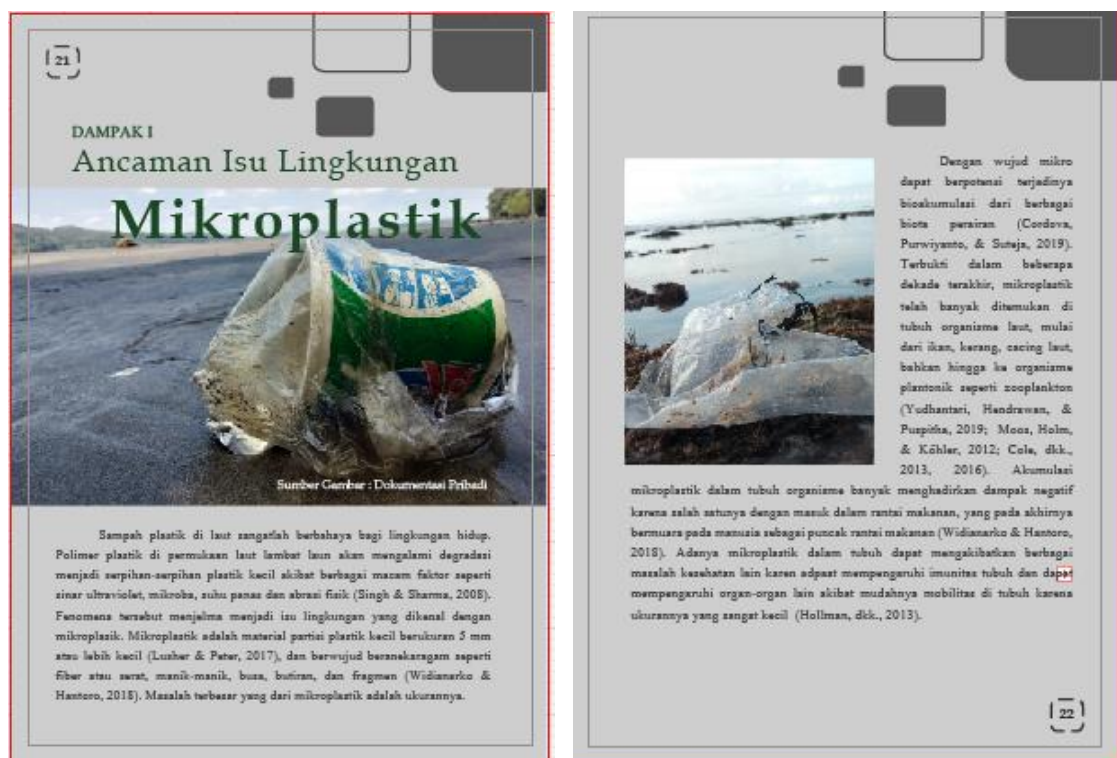 21
DAMPAK I
Ancaman Isu Lingkungan
Mikroplastik
Sumber Gambar : Dokumentasi Pribadi
Sampah plastik di laut sangatlah berbahaya bagi lingkungan hidup.
Polimer plastik di permukaan laut lambat laun akan mengalami degradasi
menjadi serpihan-serpihan plastik kecil akibat berbagai macam faktor seperti
sinar ultraviolet, mikroba, suhu panas dan abrasi fisik (Singh & Sharma, 2008).
Fenomena tersebut menjelma menjadi isu lingkungan yang dikenal dengan
mikroplasik. Mikroplastik adalah material partisi plastik kecil berukuran 5 mm
atau lebih kecil (Lusher & Peter, 2017), dan berwujud beranekaragam seperti
fiber atau serat, manik-manik, busa, butiran, dan fragmen (Widianarko &
Hantoro, 2018). Masalah terbesar yang dari mikroplastik adalah ukurannya.
Dengan wujud mikro
dapat berpotensi terjadinya
bioakumulasi dari berbagai
biota perairan (Cordova,
Purwiyanto, & Suteja, 2019).
Terbukti dalam beberapa
dekade terakhir, mikroplastik
telah banyak ditemukan di
tubuh organisme laut, mulai
dari ikan, kerang, cacing laut,
bahkan hingga ke organisme
plantonik seperti zooplankton
(Yudhantari, Hendrawan, &
Puspitha, 2019; Moos, Holm,
& Köhler, 2012; Cole, dkk.,
2013, 2016). Akumulasi
mikroplastik dalam tubuh organisme banyak menghadirkan dampak negatif
karena salah satunya dengan masuk dalam rantai makanan, yang pada akhirnya
bermuara pada manusia sebagai puncak rantai makanan (Widianarko & Hantoro,
2018). Adanya mikroplastik dalam tubuh dapat mengakibatkan berbagai
masalah kesehatan lain karen adpaat mempengaruhi imunitas tubuh dan dapat
mempengaruhi organ-organ lain akibat mudahnya mobilitas di tubuh karena
ukurannya yang sangat kecil (Hollman, dkk., 2013).
22